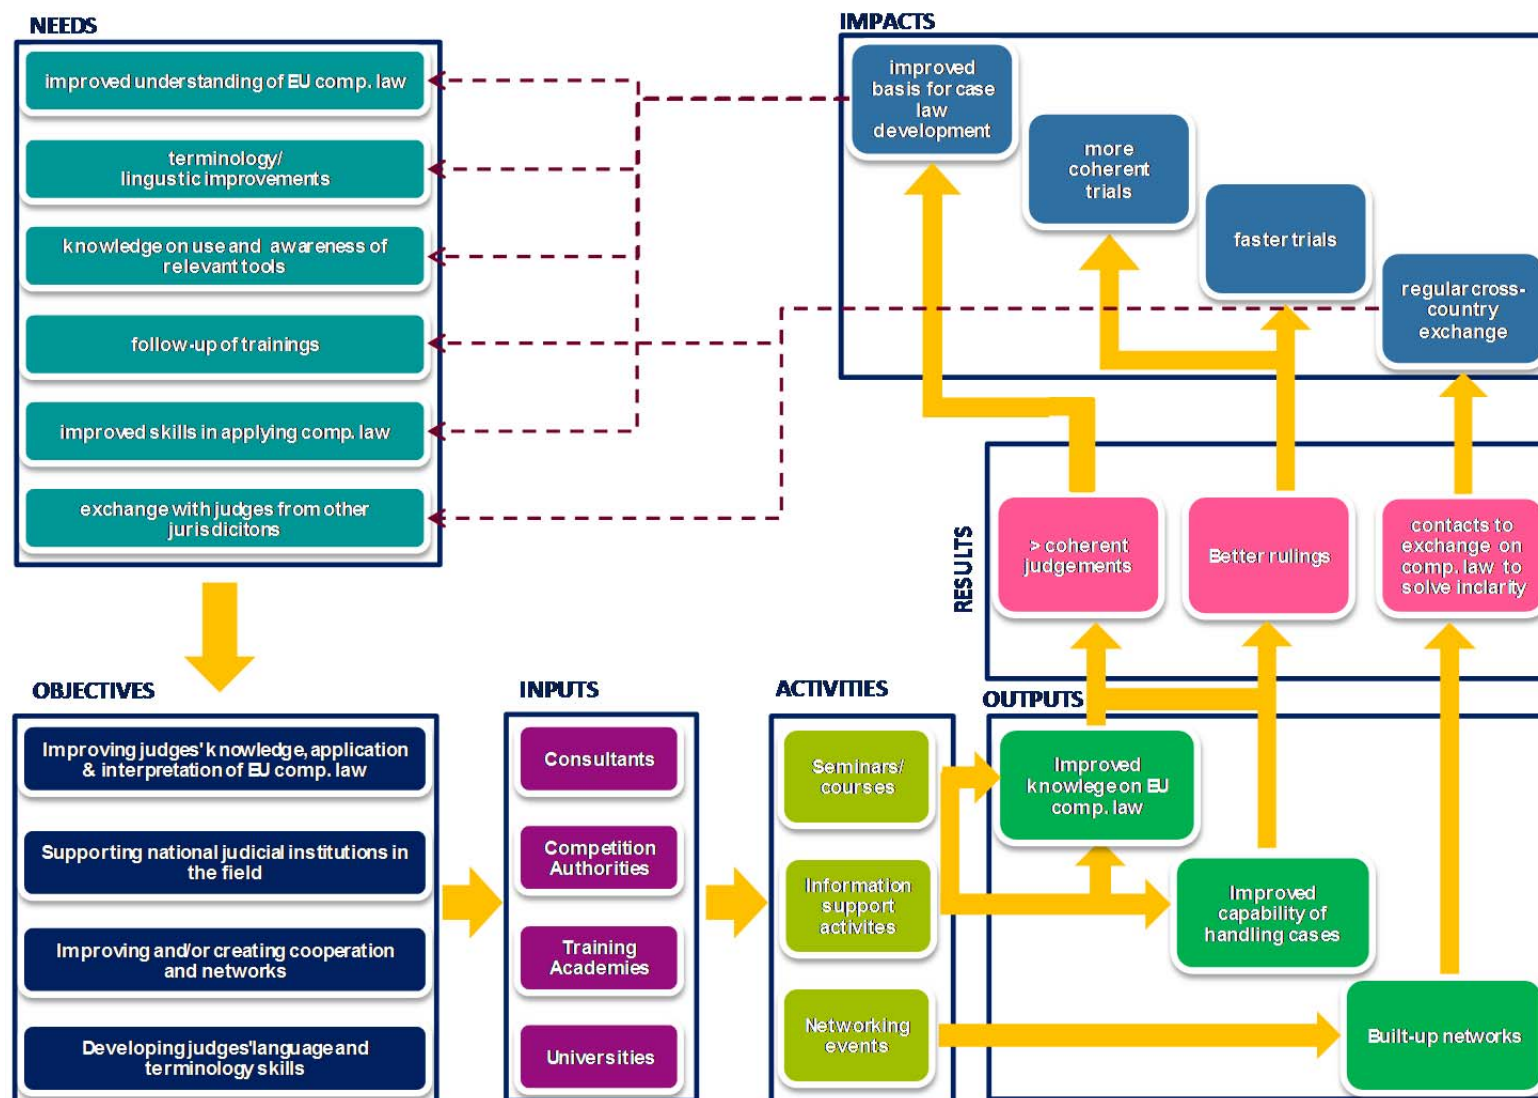 NEEDS
improved understanding of EU comp. law
terminology/
lingustic improvements
knowledge on use and awareness of
relevant tools
follow-up of trainings
improved skills in applying comp. law
exchange with judges from other
jurisdicitons
IMPACTS
improved
basis for case
law
development
more
coherent
trials
faster trials
regular cross-
country
exchange
RESULTS
> coherent
judgements
Better rulings
contacts to
exchange on
comp. law to
solve inclarity
OBJECTIVES
Improving judges' knowledge, application
& interpretation of EU comp. law
Supporting national judicial institutions in
the field
Improving and/or creating cooperation
and networks
Developing judges'language and
terminology skills
INPUTS
Consultants
Competition
Authorities
Training
Academies
Universities
ACTIVITIES
Seminars/
courses
Information
support
activites
Networking
events
OUTPUTS
Improved
knowlege on EU
comp. law
Improved
capability of
handling cases
Built-up networks